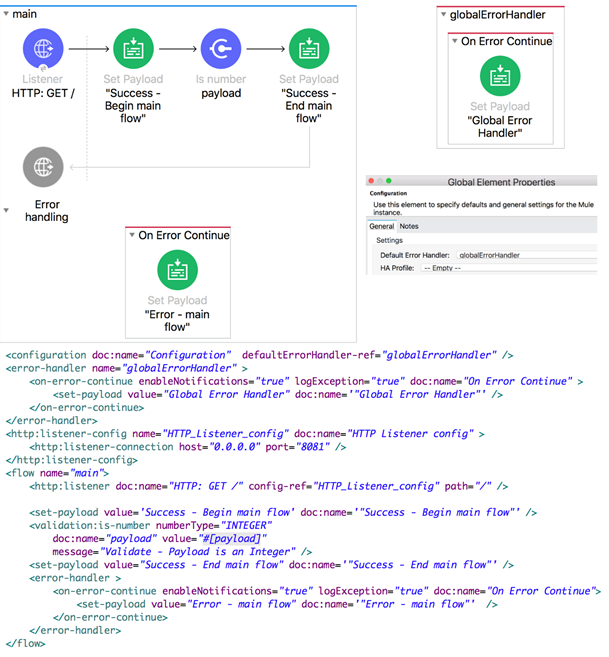 main
Listener
HTTP: GET /
Set Payload
"Success -
Begin main
flow"
Is number
payload
Set Payload
"Success -
End main
flow"
Error
handling
On Error Continue
Set Payload
"Error - main
flow"
globalErrorHandler
On Error Continue
Set Payload
"Global Error
Handler"
Global Element Properties
Configuration
Use this element to specify defaults and general settings for the Mule
instance.
General Notes
Settings
Default Error Handler: globalErrorHandler
HA Profile: -- Empty --
<configuration doc:name="Configuration" defaultErrorHandler-ref="globalErrorHandler" />
<error-handler name="globalErrorHandler" >
<on-error-continue enableNotifications="true" logException="true" doc:name="On Error Continue" >
<set-payload value="Global Error Handler" doc:name='"Global Error Handler"' />
</on-error-continue>
</error-handler>
<http:listener-config name="HTTP_Listener_config" doc:name="HTTP Listener config" >
<http:listener-connection host="0.0.0.0" port="8081" />
</http:listener-config>
<flow name="main">
<http:listener doc:name="HTTP: GET /" config-ref="HTTP_Listener_config" path="/" />
<set-payload value='Success - Begin main flow' doc:name='"Success - Begin main flow"' />
<validation:is-number numberType="INTEGER"
doc:name="payload" value="#[payload]"
message="Validate - Payload is an Integer" />
<set-payload value="Success - End main flow" doc:name='"Success - End main flow"' />
<error-handler >
<on-error-continue enableNotifications="true" logException="true" doc:name="On Error Continue">
<set-payload value="Error - main flow" doc:name='"Error - main flow"' />
</on-error-continue>
</error-handler>
</flow>